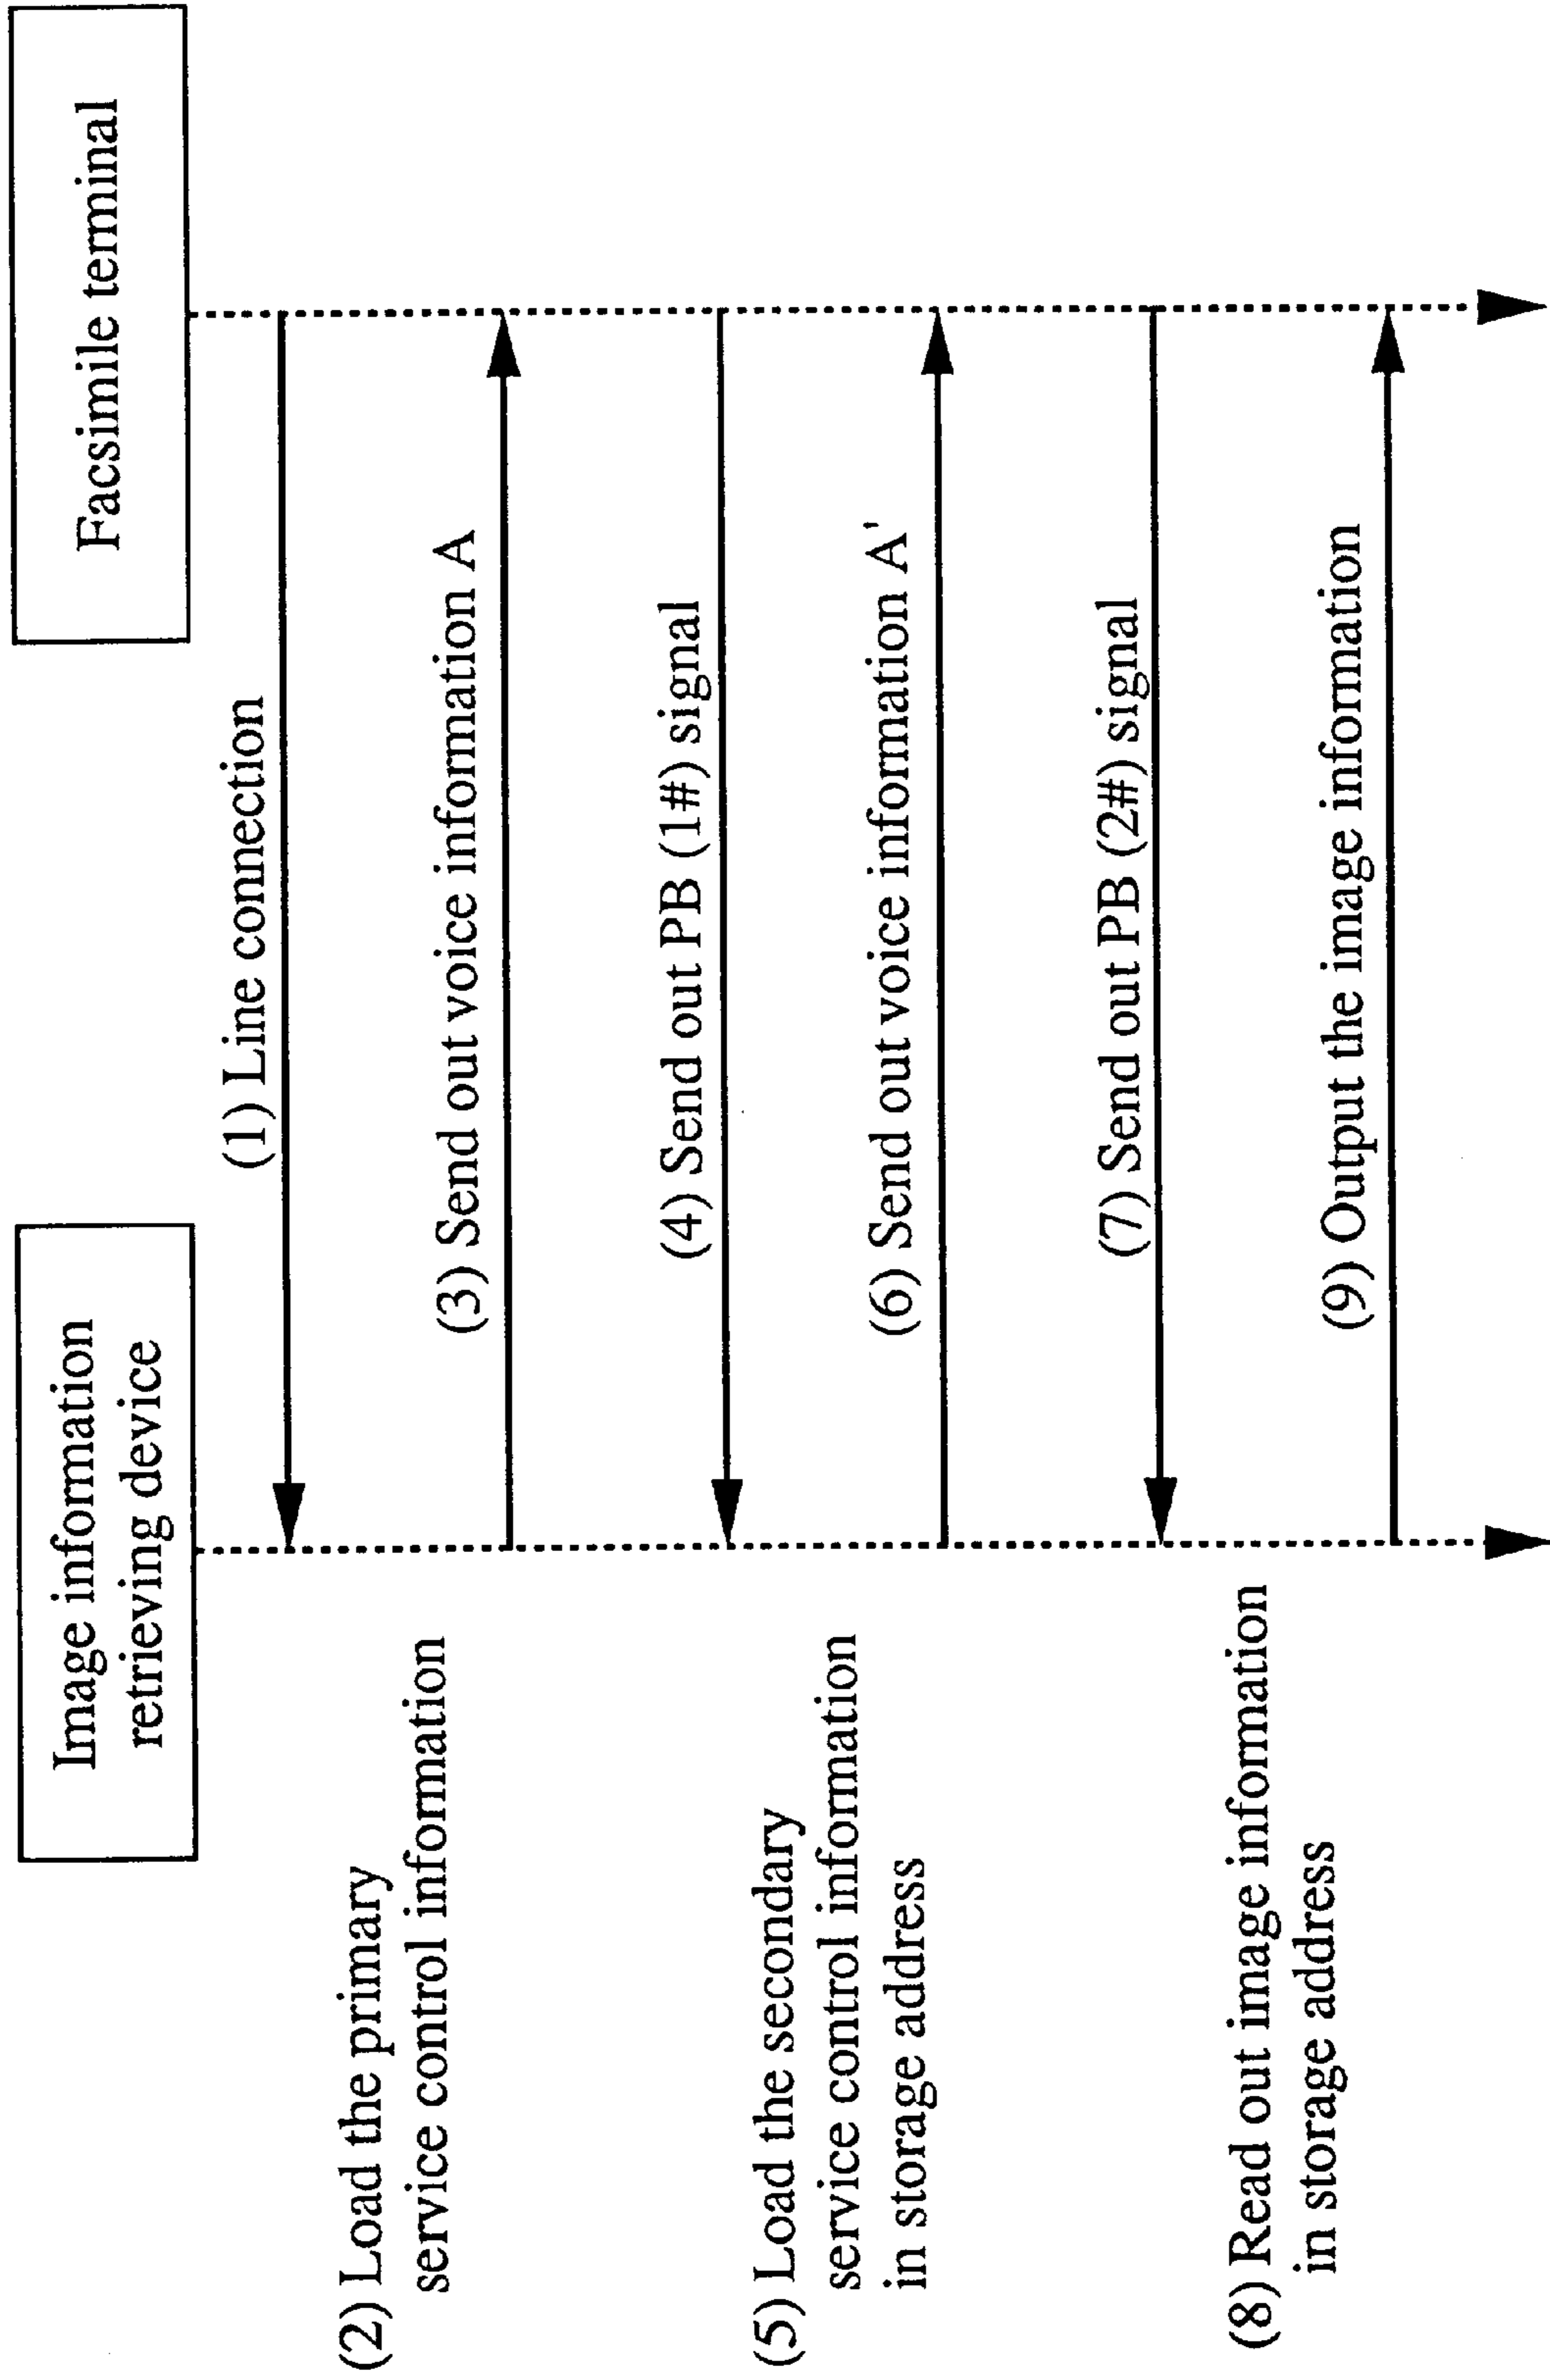 Image information
retrieving device
Facsimile terminal
(1) Line connection
(2) Load the primary
service control information
(3) Send out voice information A
(4) Send out PB (1#) signal
(5) Load the secondary
service control information
in storage address
(6) Send out voice information A'
(7) Send out PB (2#) signal
(8) Read out image information
in storage address
(9) Output the image information